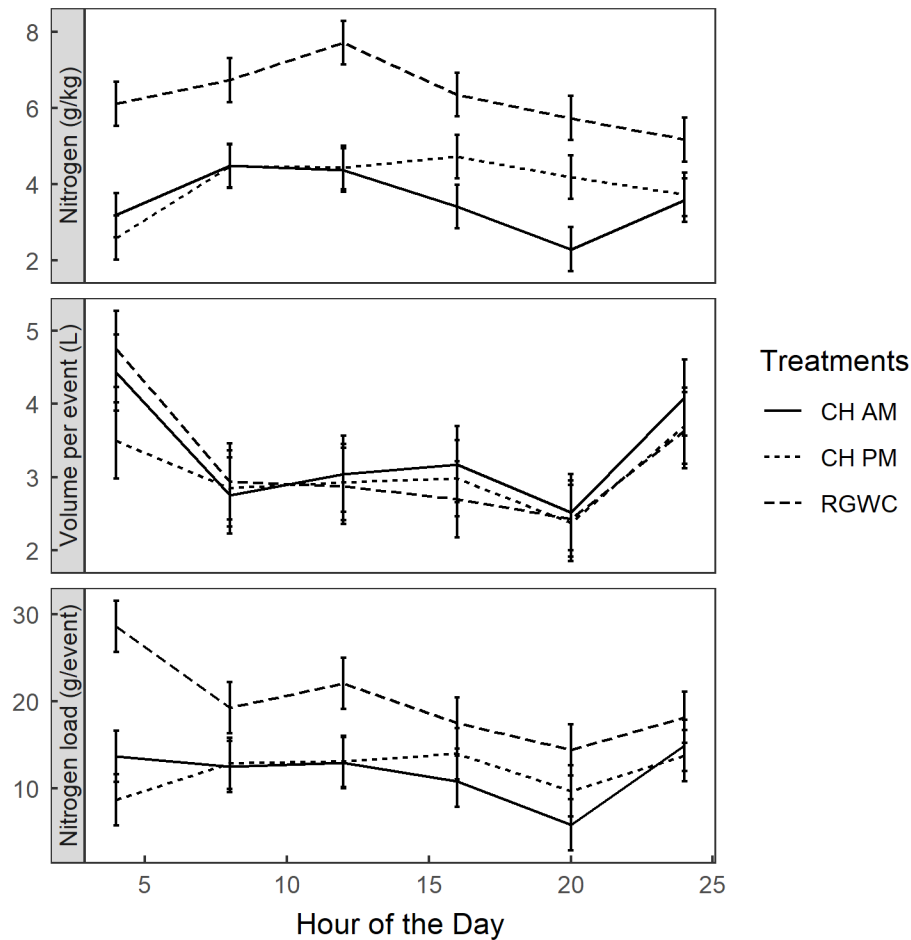 Nitrogen (g/kg)
8
6
4
2
Volume per event (L)
5
4
3
2
Nitrogen load (g/event)
30
20
10
5
10
15
20
25
Hour of the Day
Treatments
CH AM
CH PM
RGWC